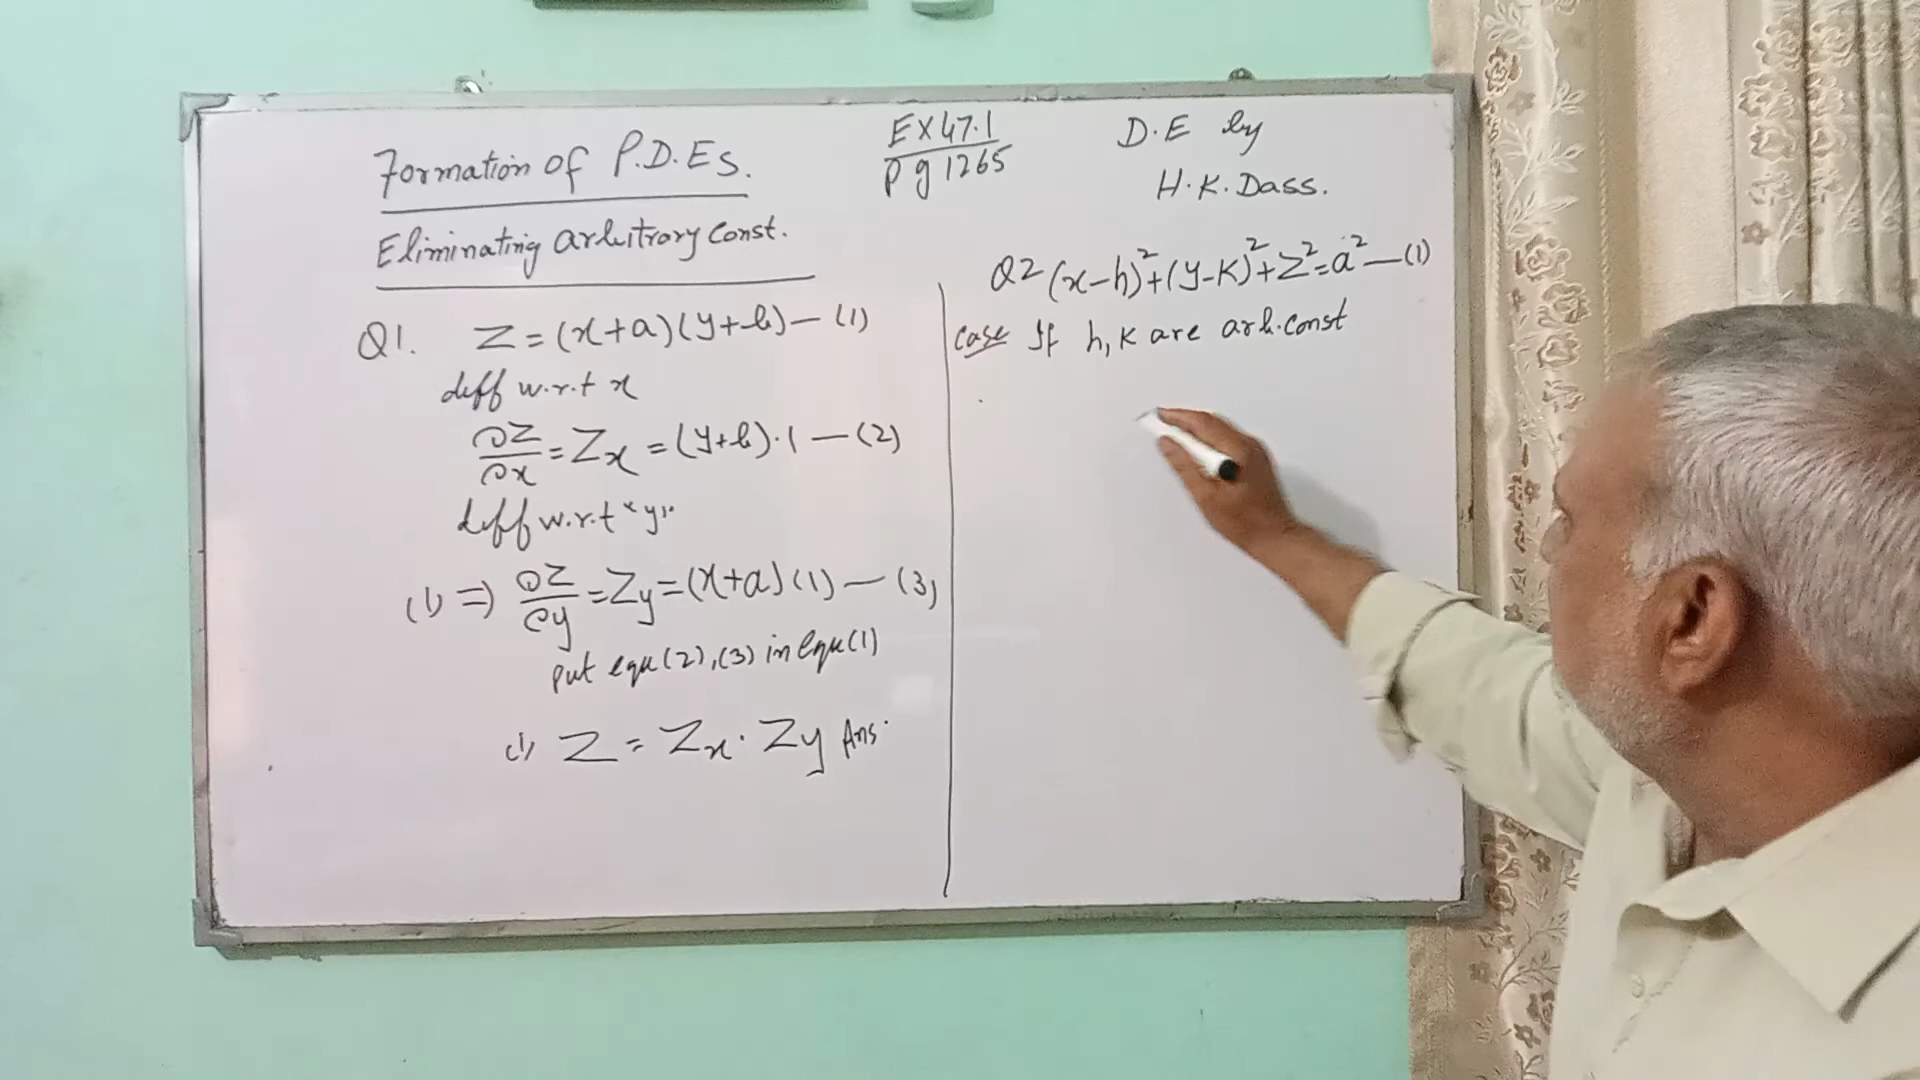 Formation of P.D.Es.
Eliminating arbitrary Const.
EX 47.1
Pg 1265
D.E by
H.K.Dass.
Q1. Z = (x+a)(y+b) — (1)
diff w.r.t x
∂Z/∂x = Zx = (y+b)·1 — (2)
diff w.r.t "y"
(1) ⇒ ∂Z/∂y = Zy = (x+a)(1) — (3)
Put equ (2),(3) in Equ (1)
(1) Z = Zx · Zy Ans.
Q2 (x-h)²+(y-K)²+Z²=a² — (1)
Case If h, K are arb. Const